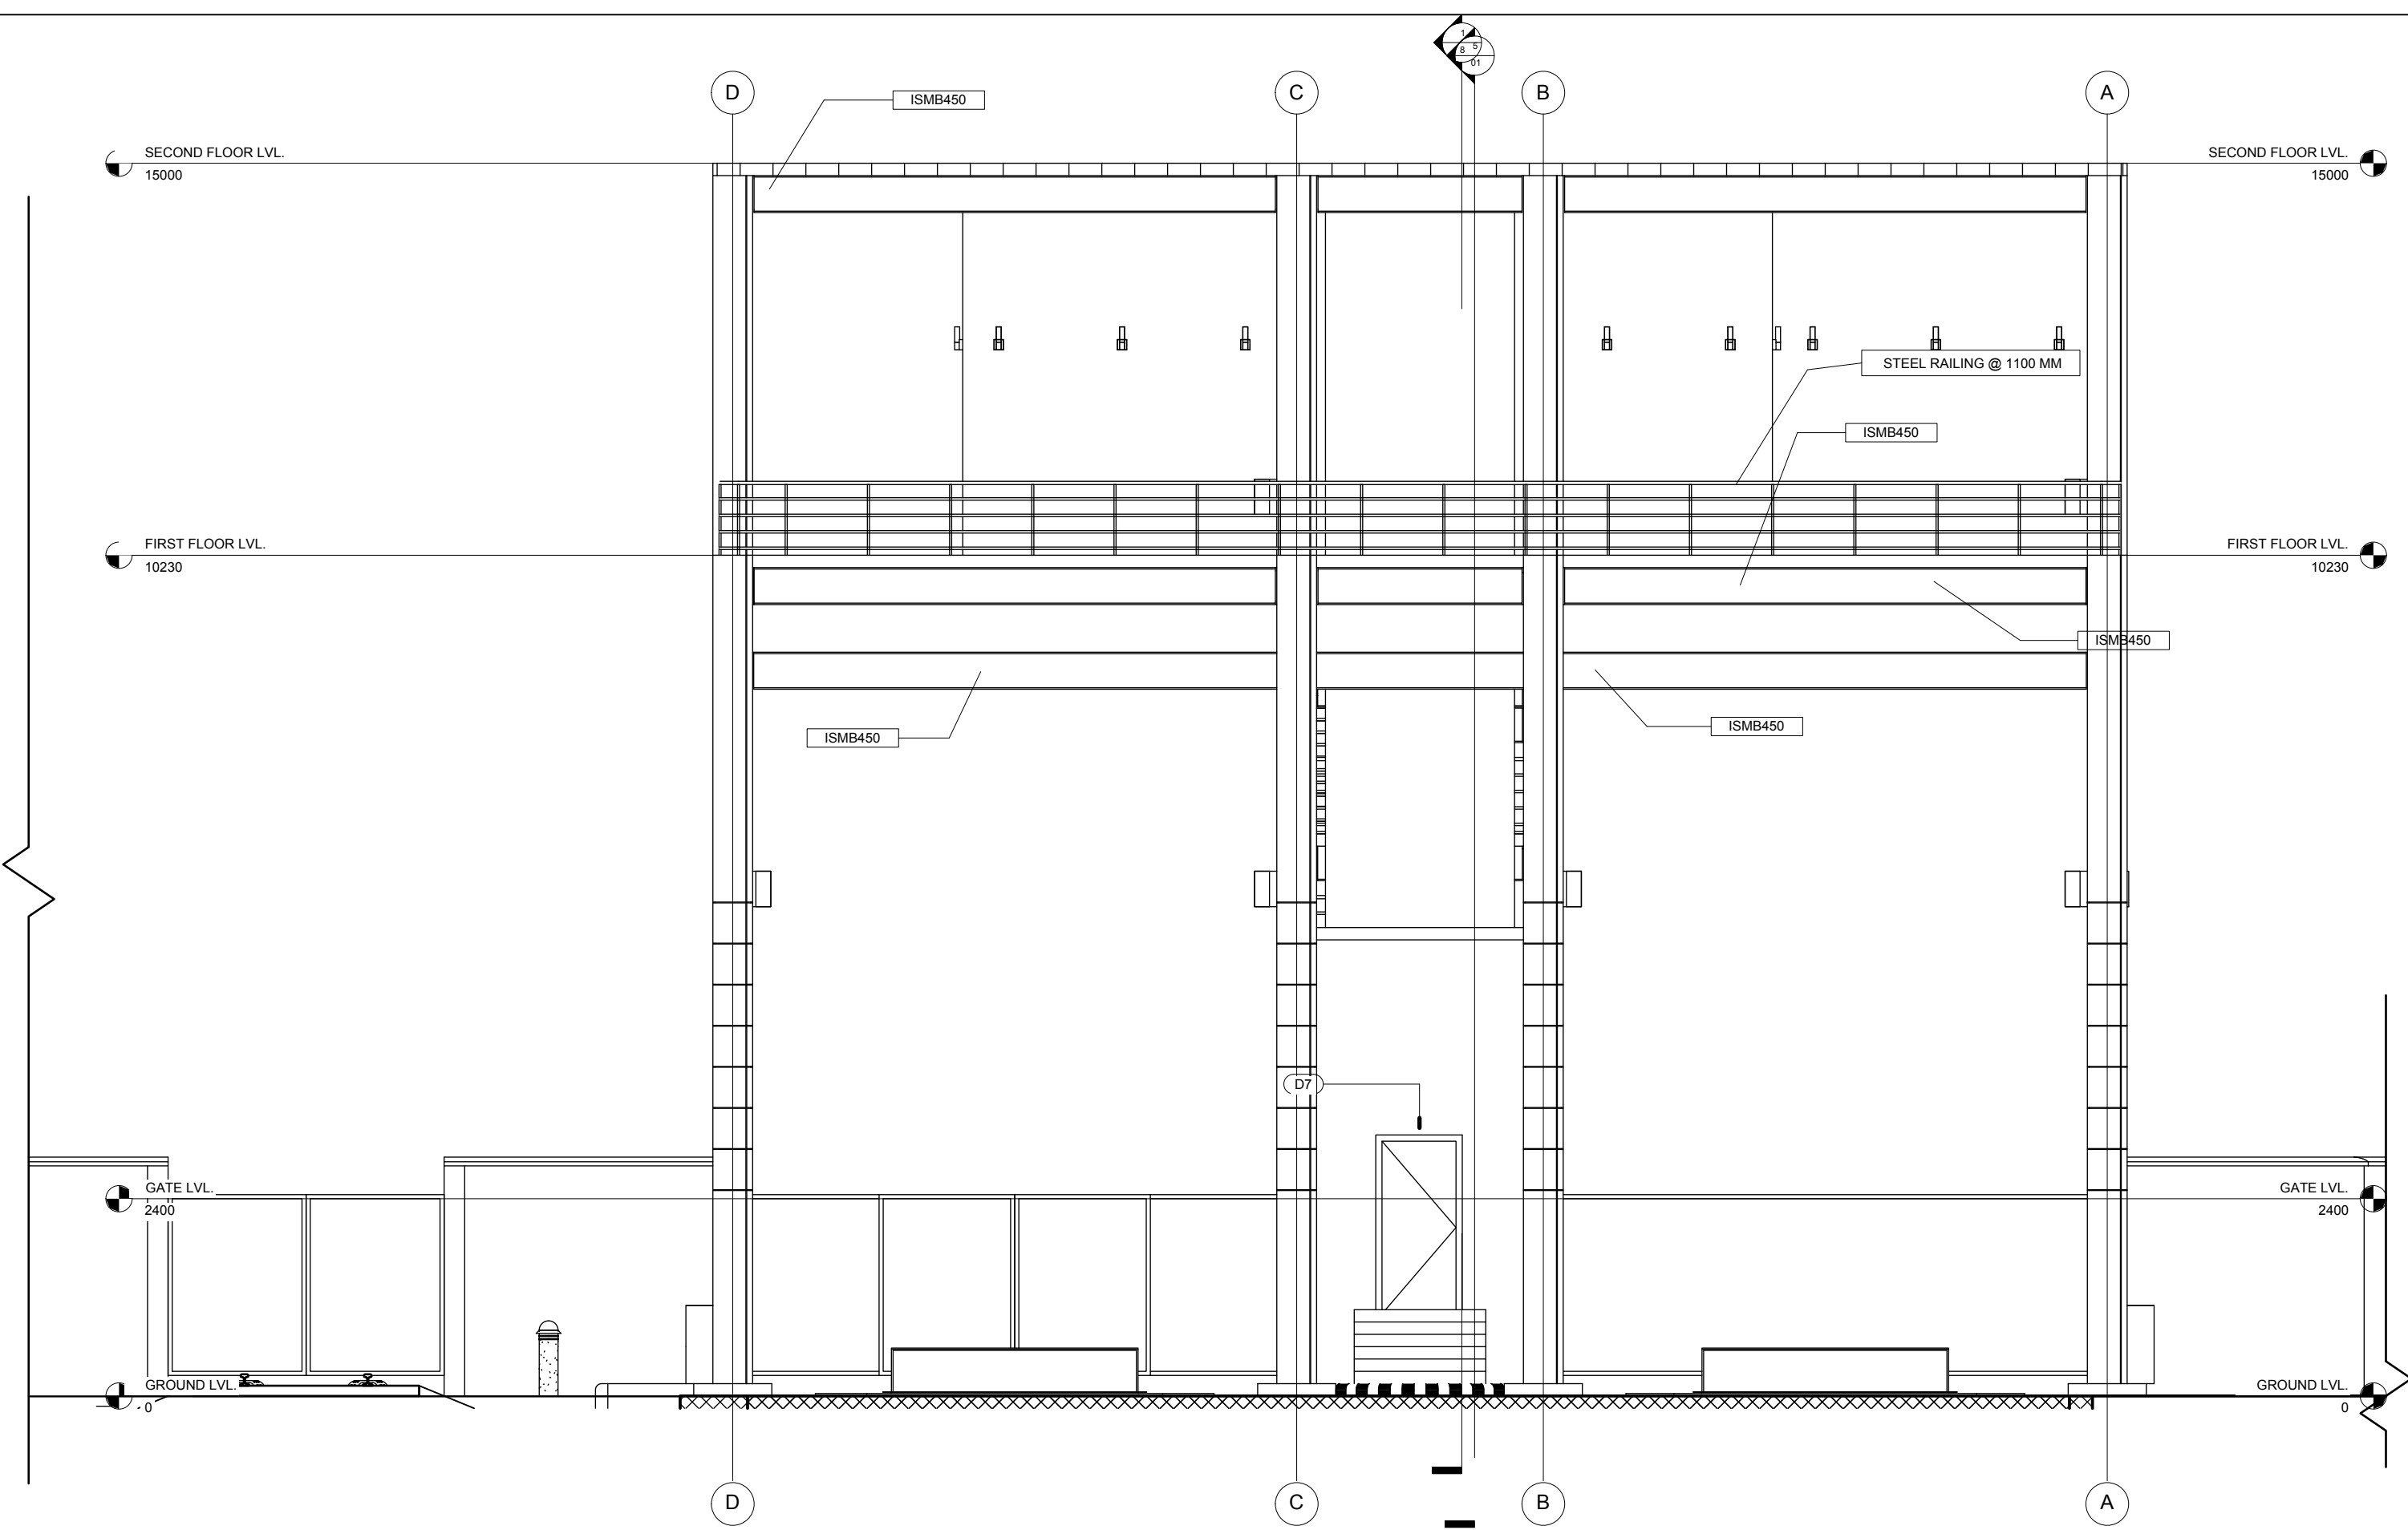 1
8
5
01
D
C
B
A
ISMB450
SECOND FLOOR LVL.
15000
SECOND FLOOR LVL.
15000
STEEL RAILING @ 1100 MM
ISMB450
FIRST FLOOR LVL.
10230
FIRST FLOOR LVL.
10230
ISMB450
ISMB450
ISMB450
D7
GATE LVL.
2400
GATE LVL.
2400
GROUND LVL.
0
GROUND LVL.
0
D
C
B
A